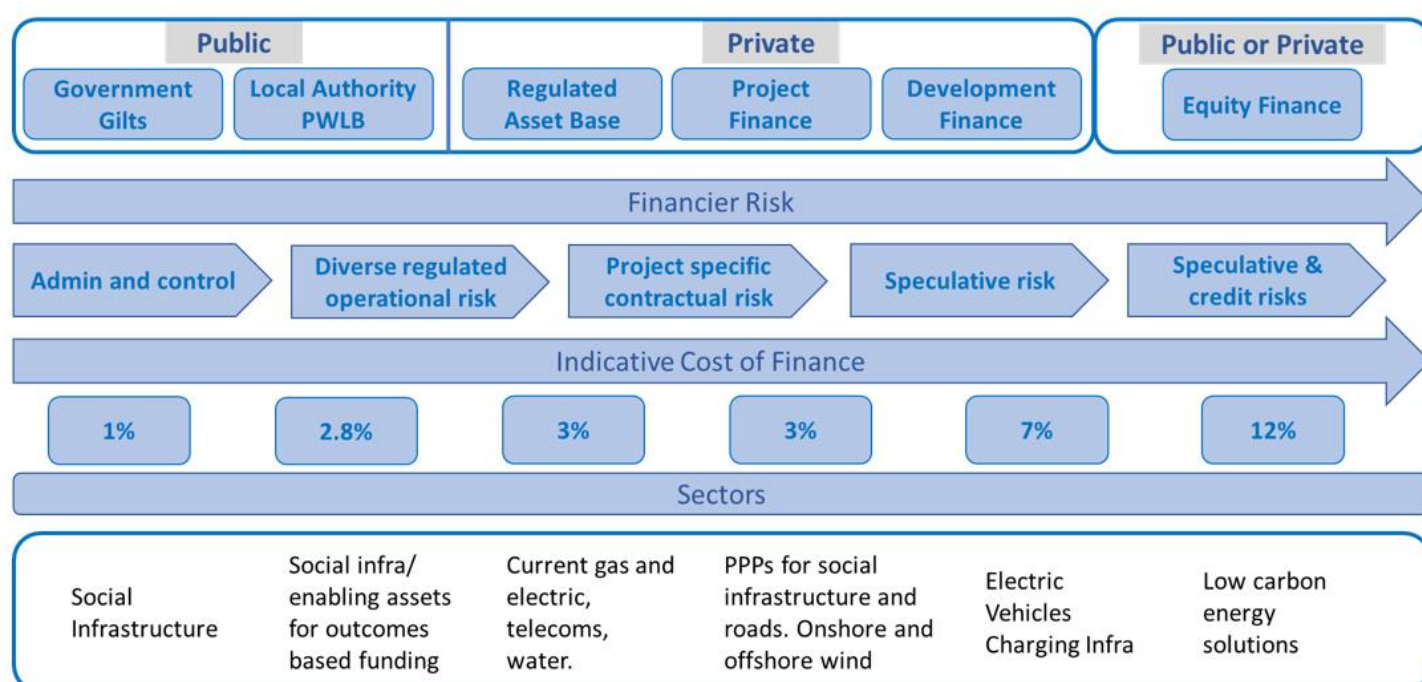 Public
Private
Public or Private
Government
Gilts
Local Authority
PWLB
Regulated
Asset Base
Project
Finance
Development
Finance
Equity Finance
Financier Risk
Admin and control
Diverse regulated
operational risk
Project specific
contractual risk
Speculative risk
Speculative &
credit risks
Indicative Cost of Finance
1%
2.8%
3%
3%
7%
12%
Sectors
Social
Infrastructure
Social infra/
enabling assets
for outcomes
based funding
Current gas and
electric,
telecoms,
water.
PPPs for social
infrastructure and
roads. Onshore and
offshore wind
Electric
Vehicles
Charging Infra
Low carbon
energy
solutions